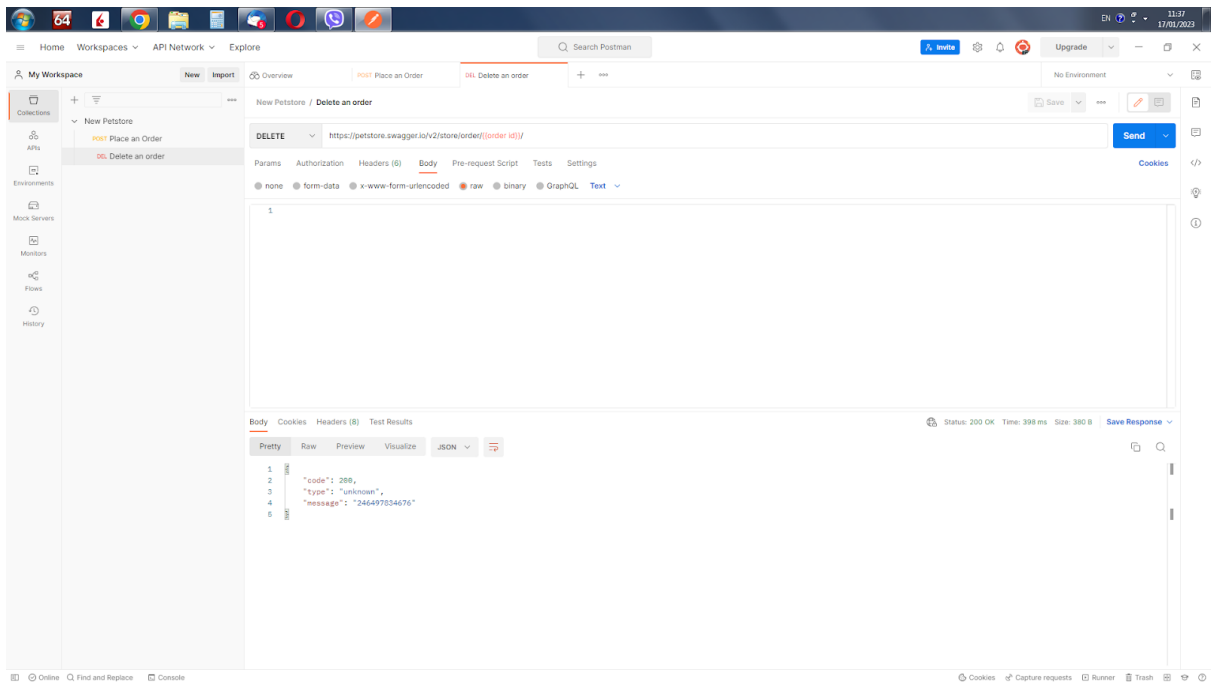 64
EN
11:37
17/01/2023
Home Workspaces API Network Explore
Search Postman
Invite
Upgrade
My Workspace
New Import
Overview
POST Place an Order
DEL Delete an order
No Environment
Collections
APIs
Environments
Mock Servers
Monitors
Flows
History
New Petstore
POST Place an Order
DEL Delete an order
New Petstore / Delete an order
Save
DELETE
https://petstore.swagger.io/v2/store/order/{{order id}}/
Send
Params Authorization Headers (6) Body Pre-request Script Tests Settings
Cookies
none form-data x-www-form-urlencoded raw binary GraphQL Text
1
Body Cookies Headers (8) Test Results
Status: 200 OK Time: 398 ms Size: 380 B Save Response
Pretty Raw Preview Visualize JSON
1 {
2 "code": 200,
3 "type": "unknown",
4 "message": "246497034676"
5 }
Online Find and Replace Console
Cookies Capture requests Runner Trash